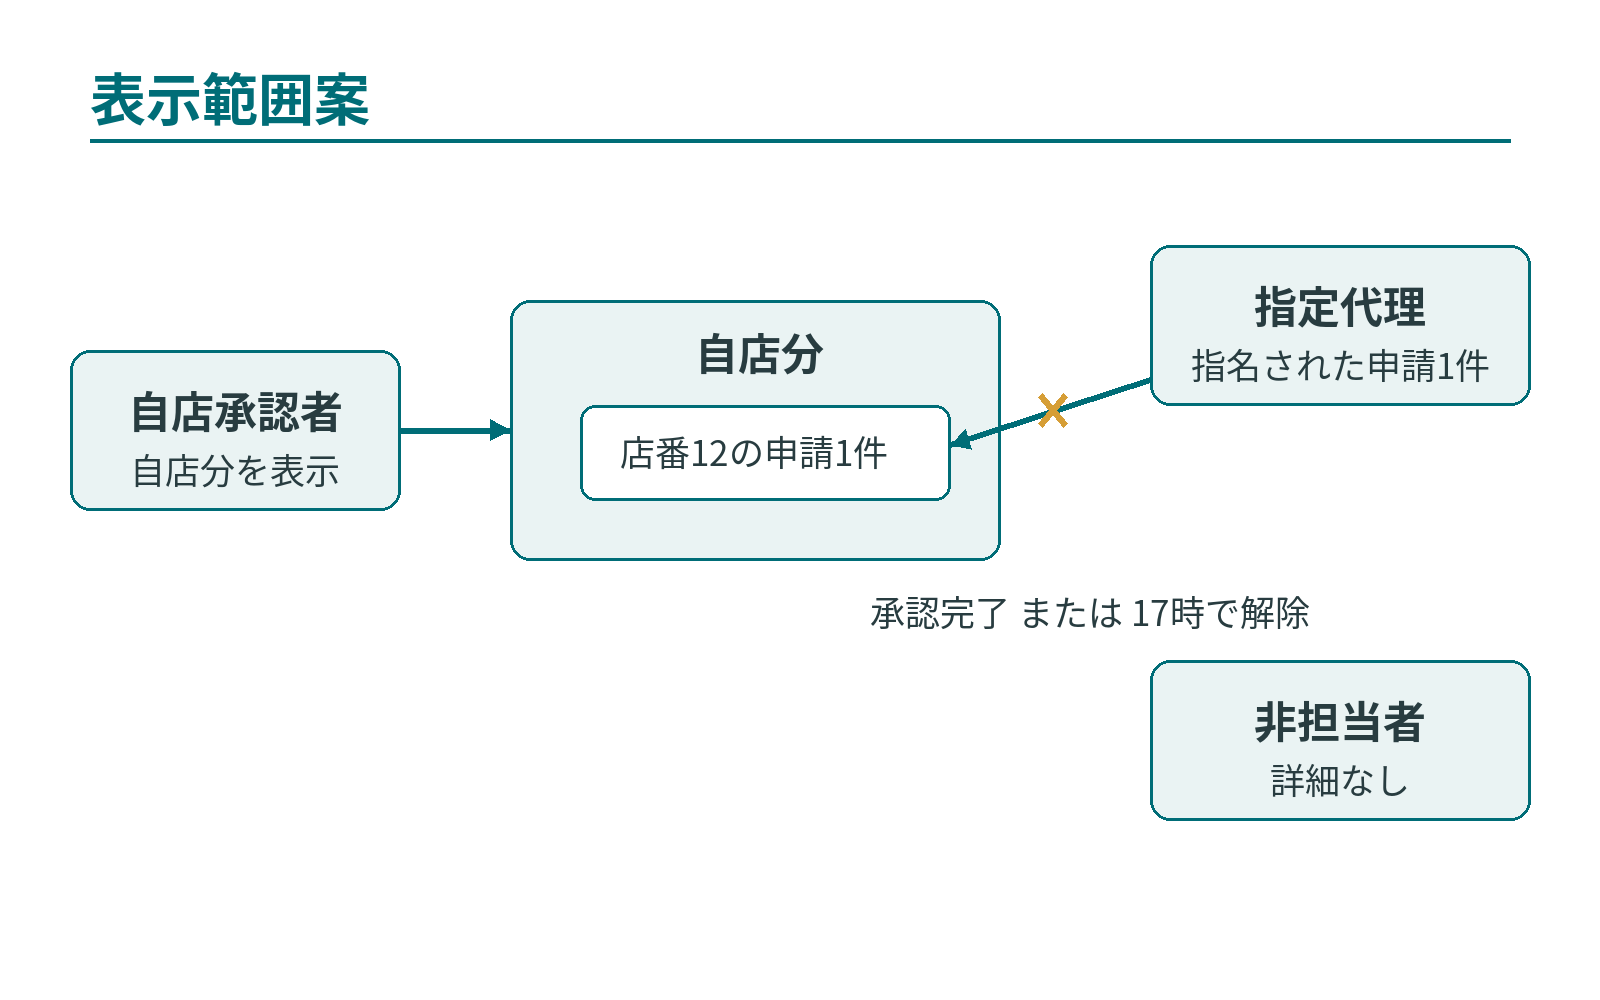 表示範囲案
自店承認者
自店分を表示
自店分
店番12の申請1件
指定代理
指名された申請1件
承認完了 または 17時で解除
非担当者
詳細なし